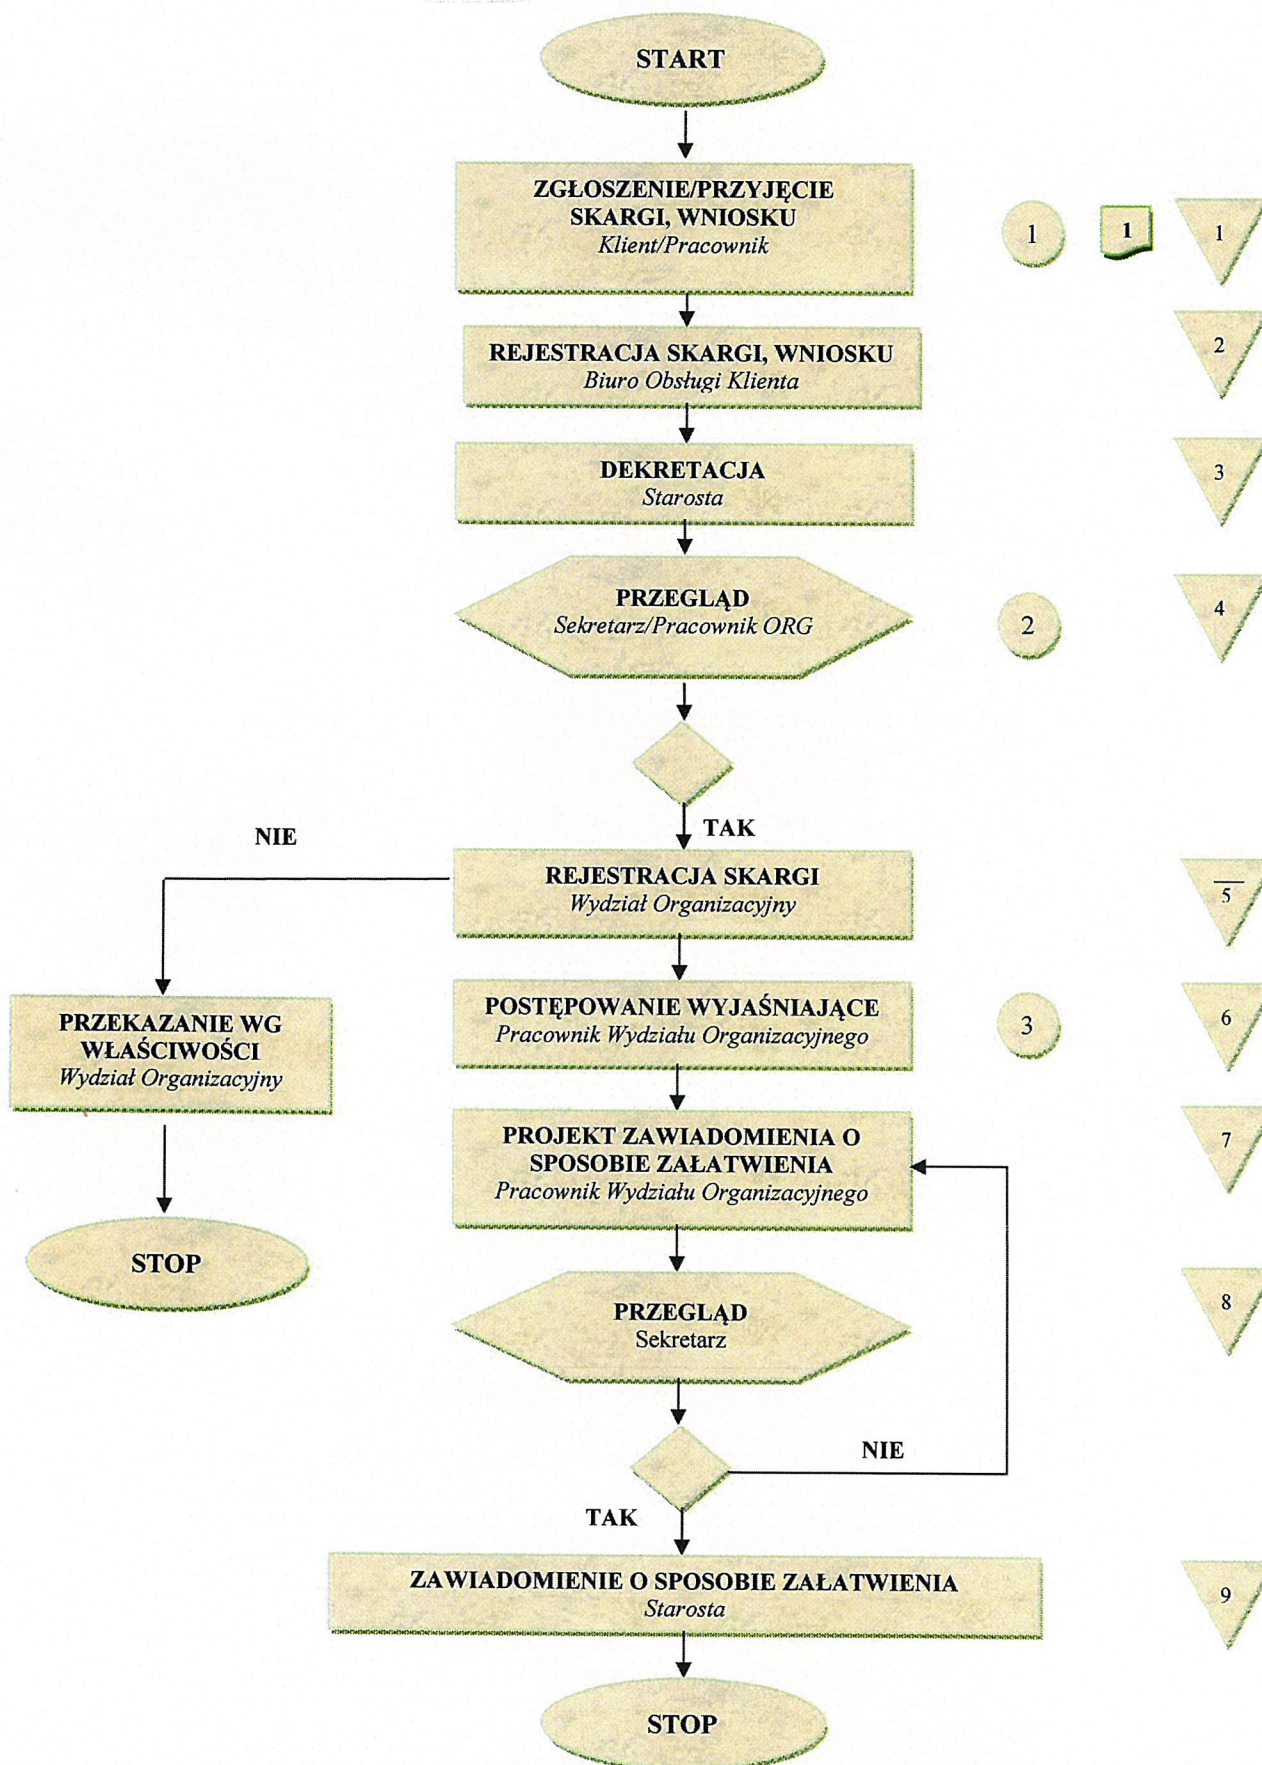 START
ZGŁOSZENIE/PRZYJĘCIE
SKARGI, WNIOSKU
Klient/Pracownik
1
1
1
REJESTRACJA SKARGI, WNIOSKU
Biuro Obsługi Klienta
2
DEKRETACJA
Starosta
3
PRZEGLĄD
Sekretarz/Pracownik ORG
2
4
TAK
NIE
REJESTRACJA SKARGI
Wydział Organizacyjny
5
POSTĘPOWANIE WYJAŚNIAJĄCE
Pracownik Wydziału Organizacyjnego
3
6
PRZEKAZANIE WG
WŁAŚCIWOŚCI
Wydział Organizacyjny
PROJEKT ZAWIADOMIENIA O
SPOSOBIE ZAŁATWIENIA
Pracownik Wydziału Organizacyjnego
7
STOP
PRZEGLĄD
Sekretarz
8
NIE
TAK
ZAWIADOMIENIE O SPOSOBIE ZAŁATWIENIA
Starosta
9
STOP